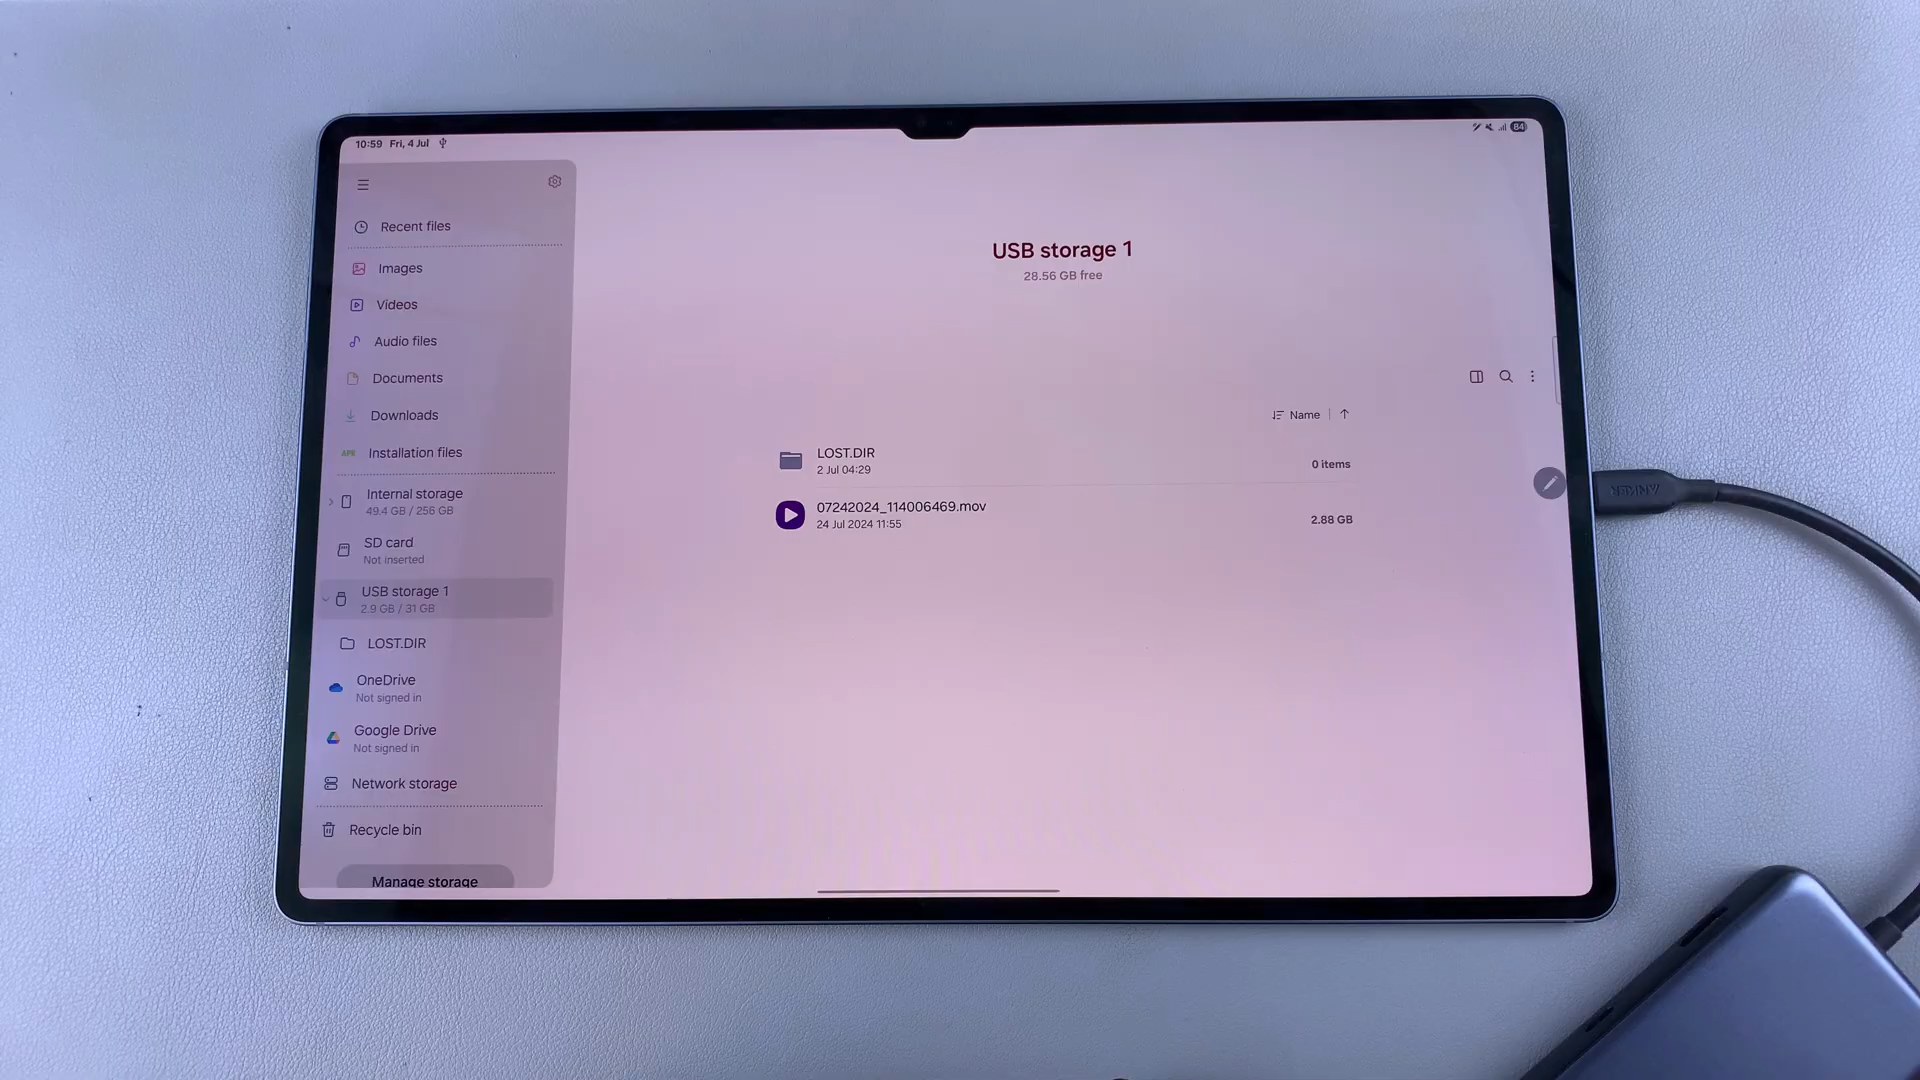 10:59 Fri, 4 Jul
84
Recent files
Images
Videos
Audio files
Documents
Downloads
APK Installation files
Internal storage
49.4 GB / 256 GB
SD card
Not inserted
USB storage 1
2.9 GB / 31 GB
LOST.DIR
OneDrive
Not signed in
Google Drive
Not signed in
Network storage
Recycle bin
Manage storage
USB storage 1
28.56 GB free
Name
LOST.DIR
2 Jul 04:29
0 items
07242024_114006469.mov
24 Jul 2024 11:55
2.88 GB
ANKER